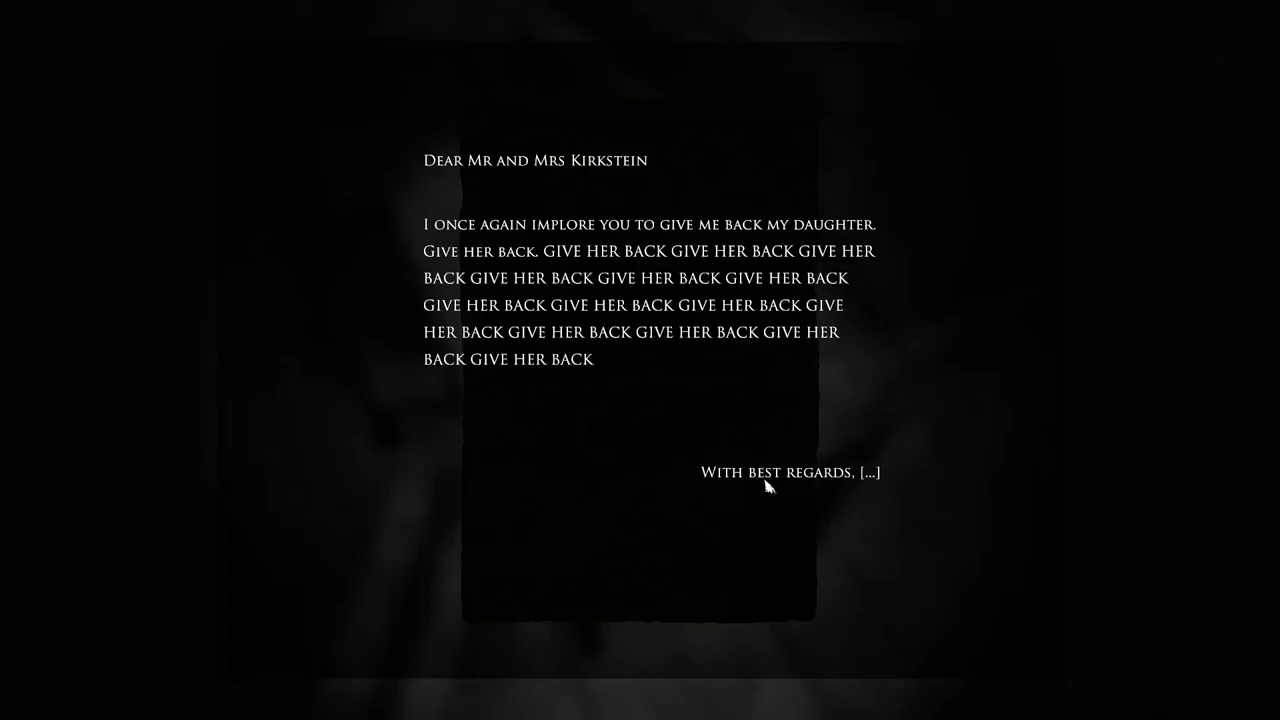 Dear Mr and Mrs Kirkstein
I once again implore you to give me back my daughter.
Give her back. GIVE HER BACK GIVE HER BACK GIVE HER
BACK GIVE HER BACK GIVE HER BACK GIVE HER BACK
GIVE HER BACK GIVE HER BACK GIVE HER BACK GIVE
HER BACK GIVE HER BACK GIVE HER BACK GIVE HER
BACK GIVE HER BACK
With best regards, [...]